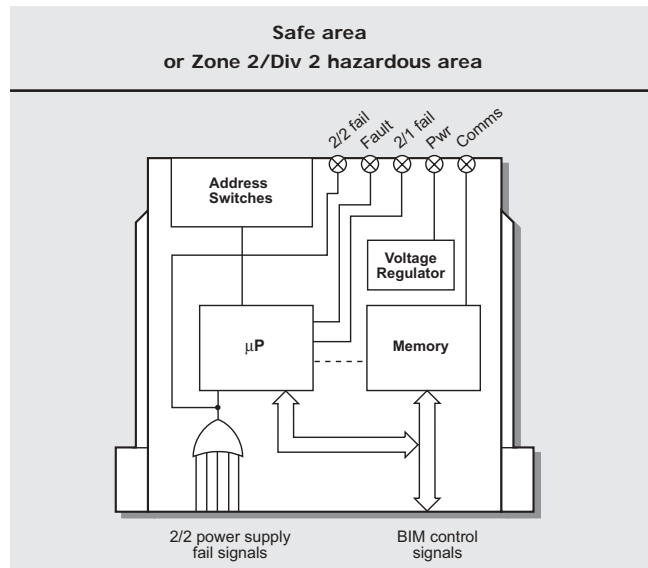 Safe area
or Zone 2/Div 2 hazardous area
2/2 fail
Fault
2/1 fail
Pwr
Comms
Address
Switches
Voltage
Regulator
µP
Memory
2/2 power supply
fail signals
BIM control
signals